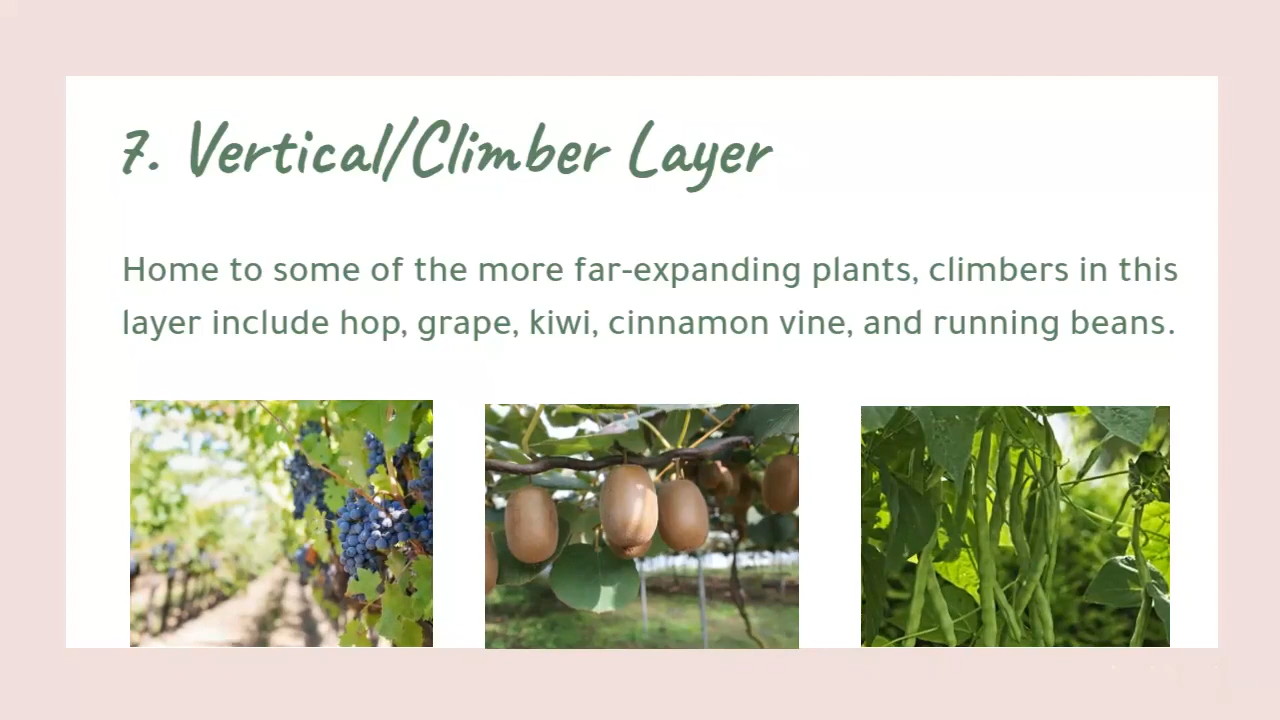 7. Vertical/Climber Layer
Home to some of the more far-expanding plants, climbers in this
layer include hop, grape, kiwi, cinnamon vine, and running beans.